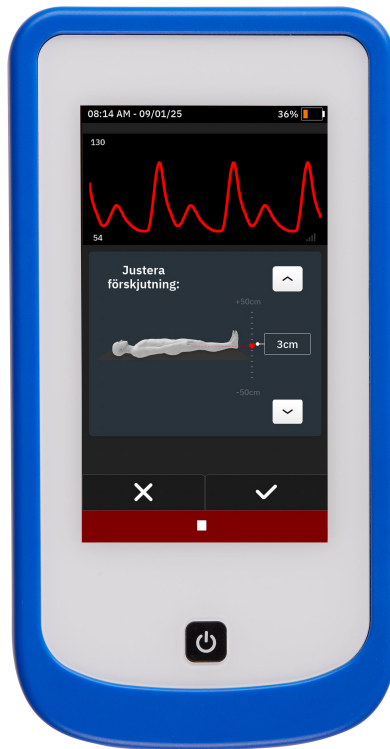 08:14 AM - 09/01/25 36%
130
54
Justera
förskjutning:
+50cm
3cm
-50cm